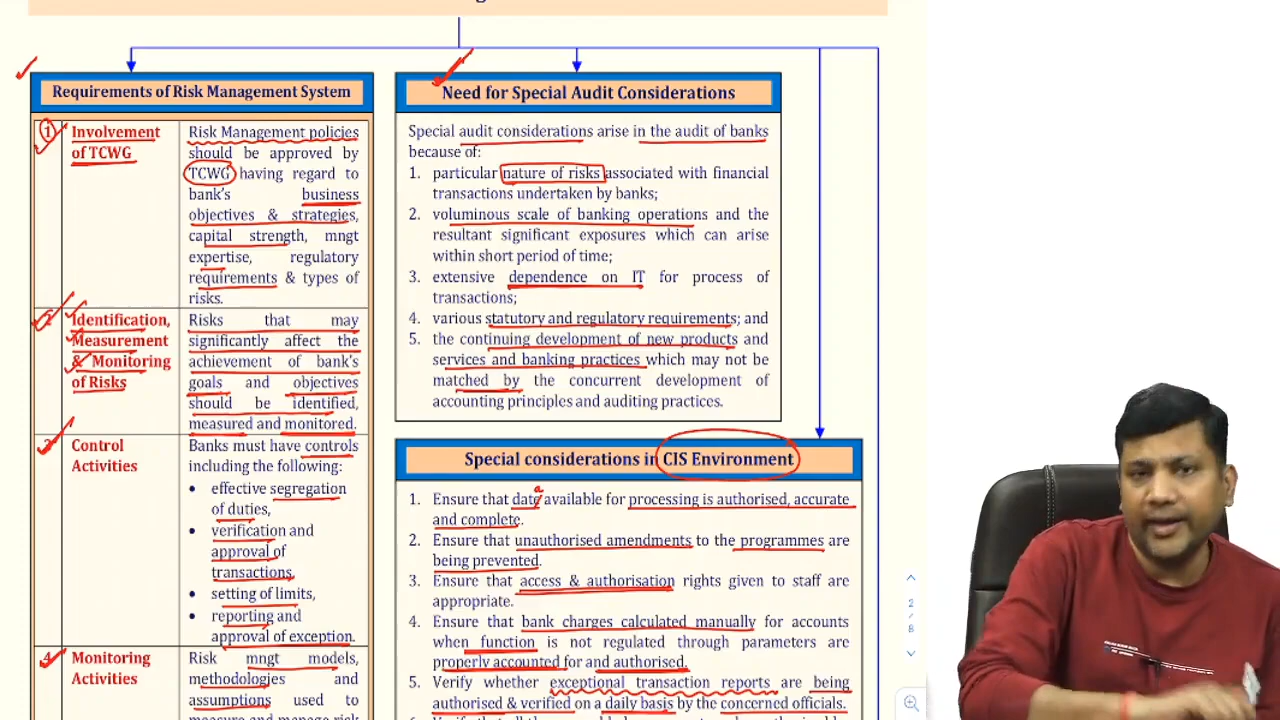 Requirements of Risk Management System
1 Involvement
of TCWG
Risk Management policies
should be approved by
TCWG having regard to
bank's business
objectives & strategies,
capital strength, mngt
expertise, regulatory
requirements & types of
risks.
Identification,
Measurement
& Monitoring
of Risks
Risks that may
significantly affect the
achievement of bank's
goals and objectives
should be identified,
measured and monitored.
3 Control
Activities
Banks must have controls
including the following:
• effective segregation
of duties,
• verification and
approval of
transactions,
• setting of limits,
• reporting and
approval of exception.
4 Monitoring
Activities
Risk mngt models,
methodologies and
assumptions used to
measure and manage risk
Need for Special Audit Considerations
Special audit considerations arise in the audit of banks
because of:
1. particular nature of risks associated with financial
transactions undertaken by banks;
2. voluminous scale of banking operations and the
resultant significant exposures which can arise
within short period of time;
3. extensive dependence on IT for process of
transactions;
4. various statutory and regulatory requirements; and
5. the continuing development of new products and
services and banking practices which may not be
matched by the concurrent development of
accounting principles and auditing practices.
Special considerations in CIS Environment
a
1. Ensure that date available for processing is authorised, accurate
and complete.
2. Ensure that unauthorised amendments to the programmes are
being prevented.
3. Ensure that access & authorisation rights given to staff are
appropriate.
4. Ensure that bank charges calculated manually for accounts
when function is not regulated through parameters are
properly accounted for and authorised.
5. Verify whether exceptional transaction reports are being
authorised & verified on a daily basis by the concerned officials.
2
/
8